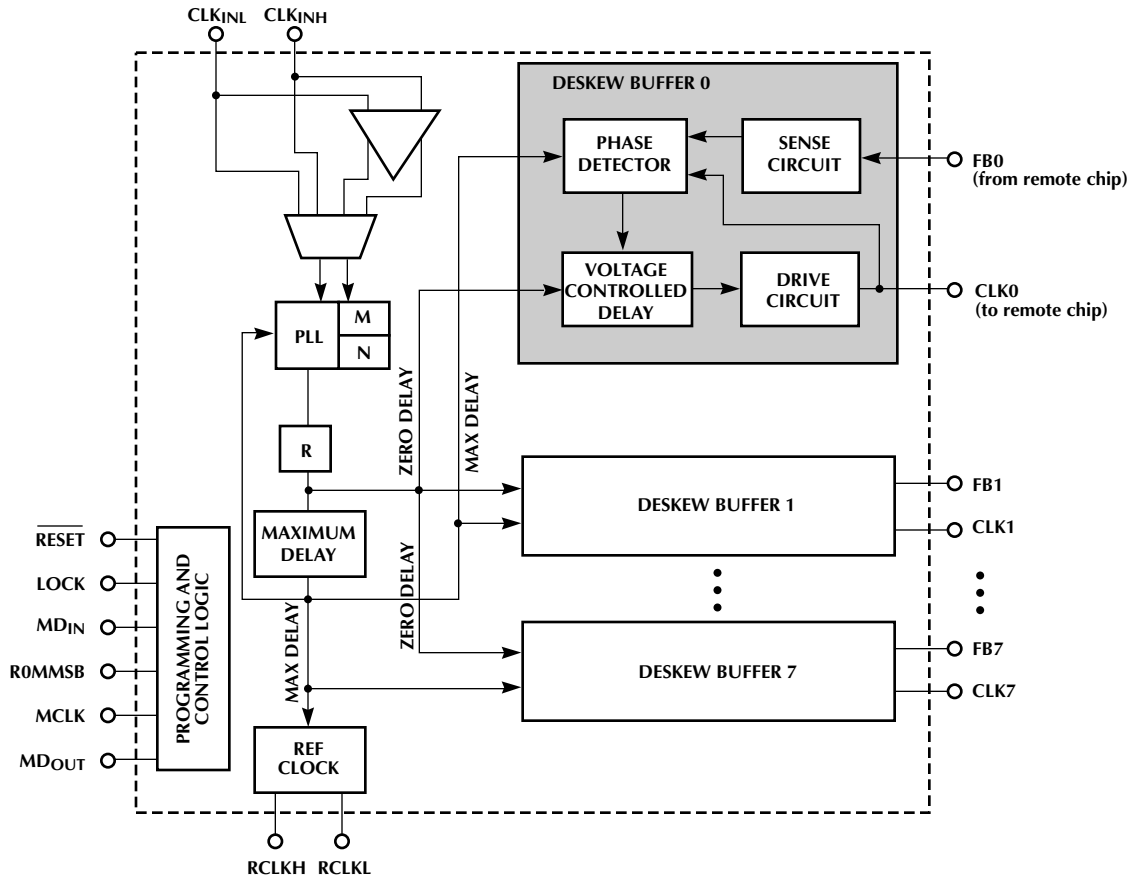 CLKINL
CLKINH
DESKEW BUFFER 0
PHASE
DETECTOR
SENSE
CIRCUIT
FB0
(from remote chip)
VOLTAGE
CONTROLLED
DELAY
DRIVE
CIRCUIT
CLK0
(to remote chip)
PLL
M
N
ZERO DELAY
MAX DELAY
R
DESKEW BUFFER 1
FB1
CLK1
MAXIMUM
DELAY
RESET
LOCK
MDIN
R0MMSB
MCLK
MDOUT
PROGRAMMING AND
CONTROL LOGIC
MAX DELAY
ZERO DELAY
DESKEW BUFFER 7
FB7
CLK7
REF
CLOCK
RCLKH
RCLKL